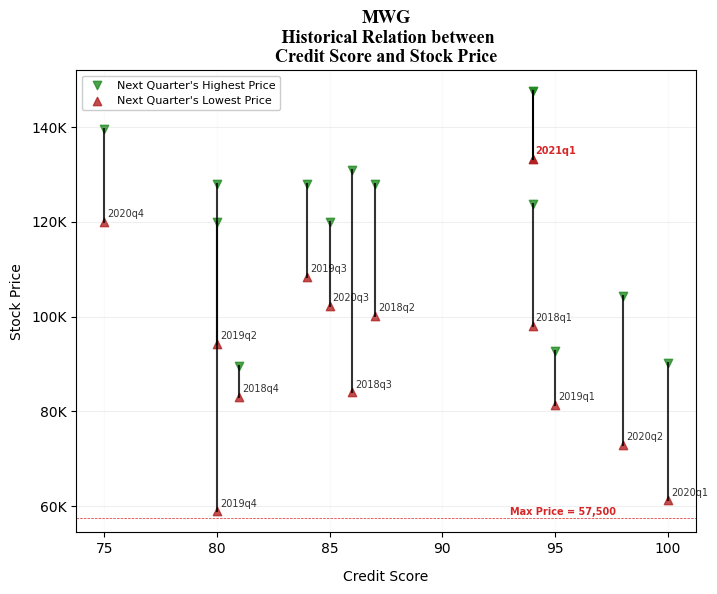 MWG
Historical Relation between
Credit Score and Stock Price
Next Quarter's Highest Price
Next Quarter's Lowest Price
140K
120K
100K
80K
60K
Stock Price
2021q1
2020q4
2019q3
2020q3
2018q2
2018q1
2019q2
2018q4
2018q3
2019q1
2020q2
2019q4
2020q1
Max Price = 57,500
75
80
85
90
95
100
Credit Score